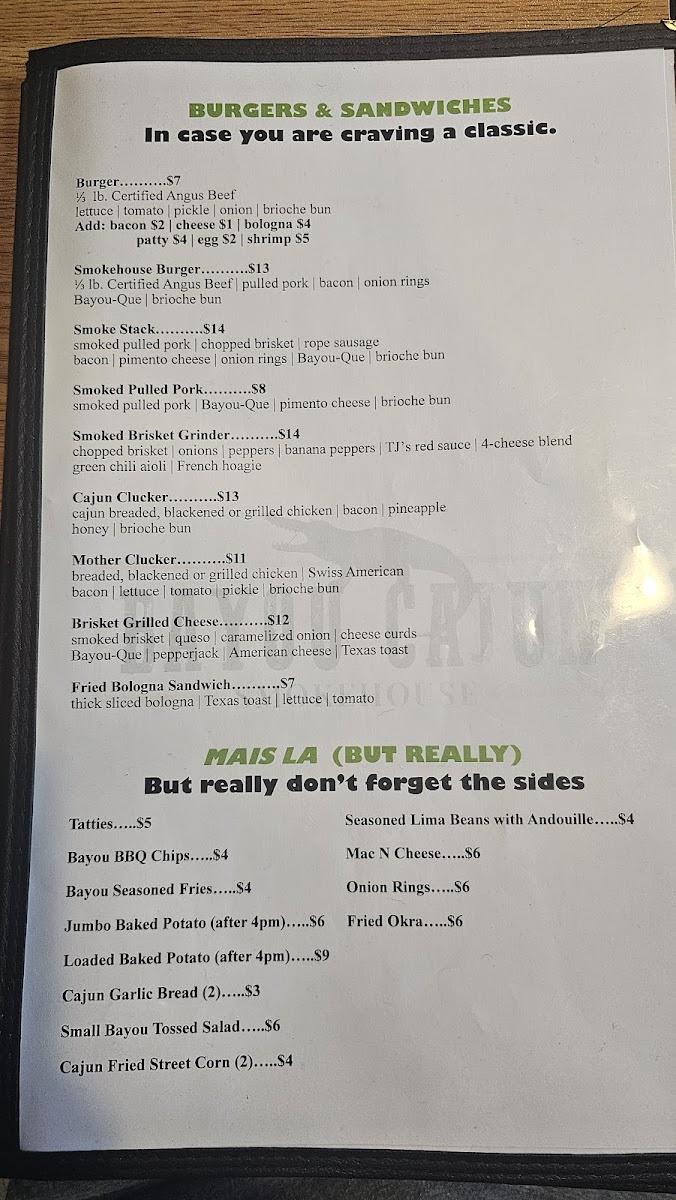 BURGERS & SANDWICHES
In case you are craving a classic.
Burger..........$7
⅓ lb. Certified Angus Beef
lettuce | tomato | pickle | onion | brioche bun
Add: bacon $2 | cheese $1 | bologna $4
patty $4 | egg $2 | shrimp $5
Smokehouse Burger..........$13
⅓ lb. Certified Angus Beef | pulled pork | bacon | onion rings
Bayou-Que | brioche bun
Smoke Stack..........$14
smoked pulled pork | chopped brisket | rope sausage
bacon | pimento cheese | onion rings | Bayou-Que | brioche bun
Smoked Pulled Pork..........$8
smoked pulled pork | Bayou-Que | pimento cheese | brioche bun
Smoked Brisket Grinder..........$14
chopped brisket | onions | peppers | banana peppers | TJ's red sauce | 4-cheese blend
green chili aioli | French hoagie
Cajun Clucker..........$13
cajun breaded, blackened or grilled chicken | bacon | pineapple
honey | brioche bun
Mother Clucker..........$11
breaded, blackened or grilled chicken | Swiss American
bacon | lettuce | tomato | pickle | brioche bun
Brisket Grilled Cheese..........$12
smoked brisket | queso | caramelized onion | cheese curds
Bayou-Que | pepperjack | American cheese | Texas toast
Fried Bologna Sandwich..........$7
thick sliced bologna | Texas toast | lettuce | tomato
BAYOU CAJUN
SMOKEHOUSE
MAIS LA (BUT REALLY)
But really don't forget the sides
Tatties.....$5
Bayou BBQ Chips.....$4
Bayou Seasoned Fries.....$4
Jumbo Baked Potato (after 4pm).....$6
Loaded Baked Potato (after 4pm).....$9
Cajun Garlic Bread (2).....$3
Small Bayou Tossed Salad.....$6
Cajun Fried Street Corn (2).....$4
Seasoned Lima Beans with Andouille.....$4
Mac N Cheese.....$6
Onion Rings.....$6
Fried Okra.....$6